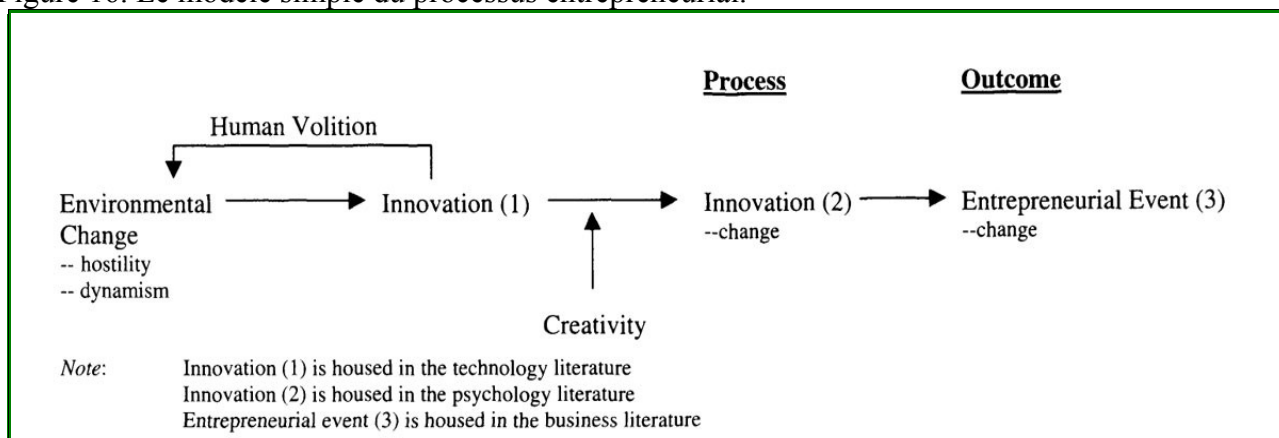 Figure 10: Le modèle simple du processus entrepreneurial.
Process Outcome
Human Volition
Environmental Innovation (1) Innovation (2) Entrepreneurial Event (3)
Change --change --change
-- hostility
-- dynamism
Creativity
Note: Innovation (1) is housed in the technology literature
Innovation (2) is housed in the psychology literature
Entrepreneurial event (3) is housed in the business literature